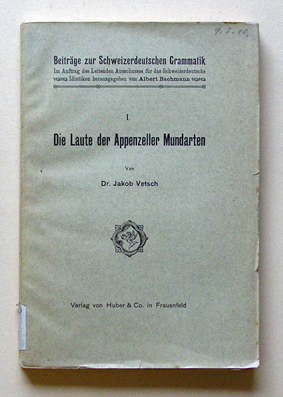 Beiträge zur Schweizerdeutschen Grammatik
Im Auftrag des Leitenden Ausschusses für das Schweizerdeutsche
Idiotikon herausgegeben von Albert Bachmann
I.
Die Laute der Appenzeller Mundarten
Von
Dr. Jakob Vetsch
Verlag von Huber & Co. in Frauenfeld